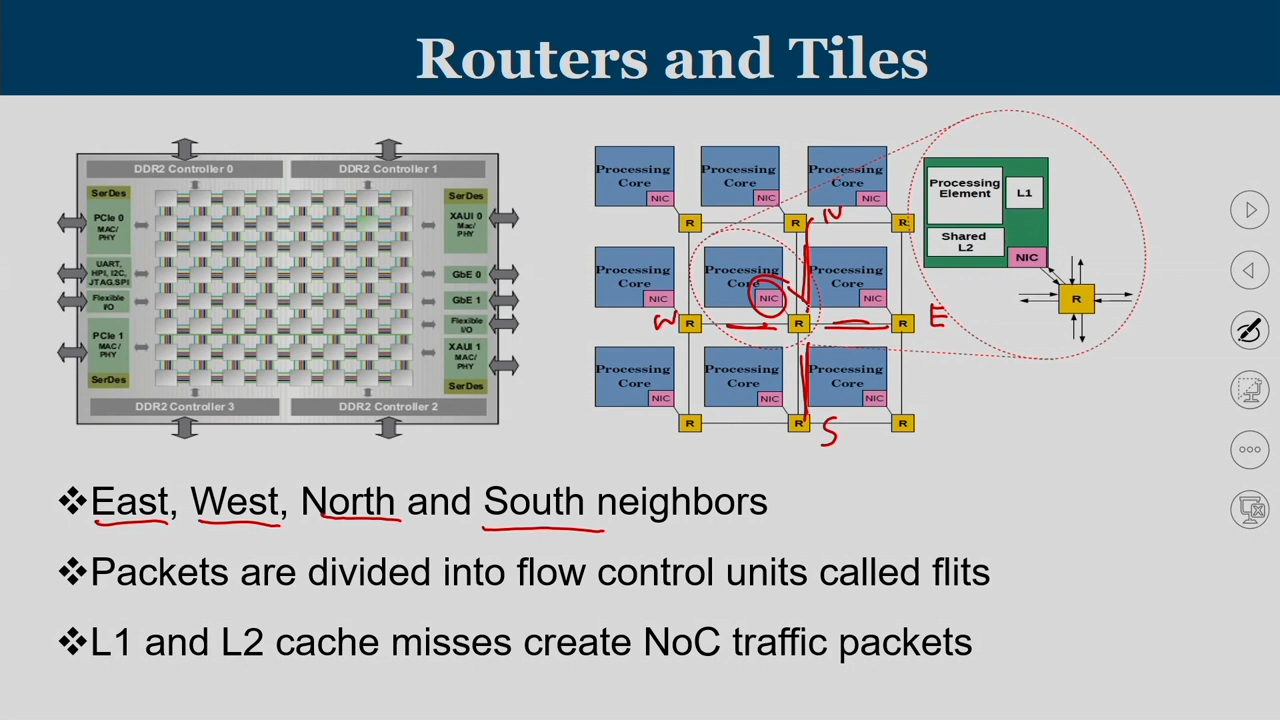 Routers and Tiles
DDR2 Controller 0
DDR2 Controller 1
SerDes
PCIe 0
MAC/
PHY
UART,
HPI, I2C,
JTAG,SPI
Flexible
I/O
PCIe 1
MAC/
PHY
SerDes
SerDes
XAUI 0
Mac/
PHY
GbE 0
GbE 1
Flexible
I/O
XAUI 1
MAC/
PHY
SerDes
DDR2 Controller 3
DDR2 Controller 2
Processing
Core
NIC
R
Processing
Core
NIC
R
Processing
Core
NIC
R
N
Processing
Core
NIC
W
R
Processing
Core
NIC
R
Processing
Core
NIC
R
E
Processing
Core
NIC
R
Processing
Core
NIC
R
S
Processing
Core
NIC
R
Processing
Element
L1
Shared
L2
NIC
R
❖East, West, North and South neighbors
❖Packets are divided into flow control units called flits
❖L1 and L2 cache misses create NoC traffic packets